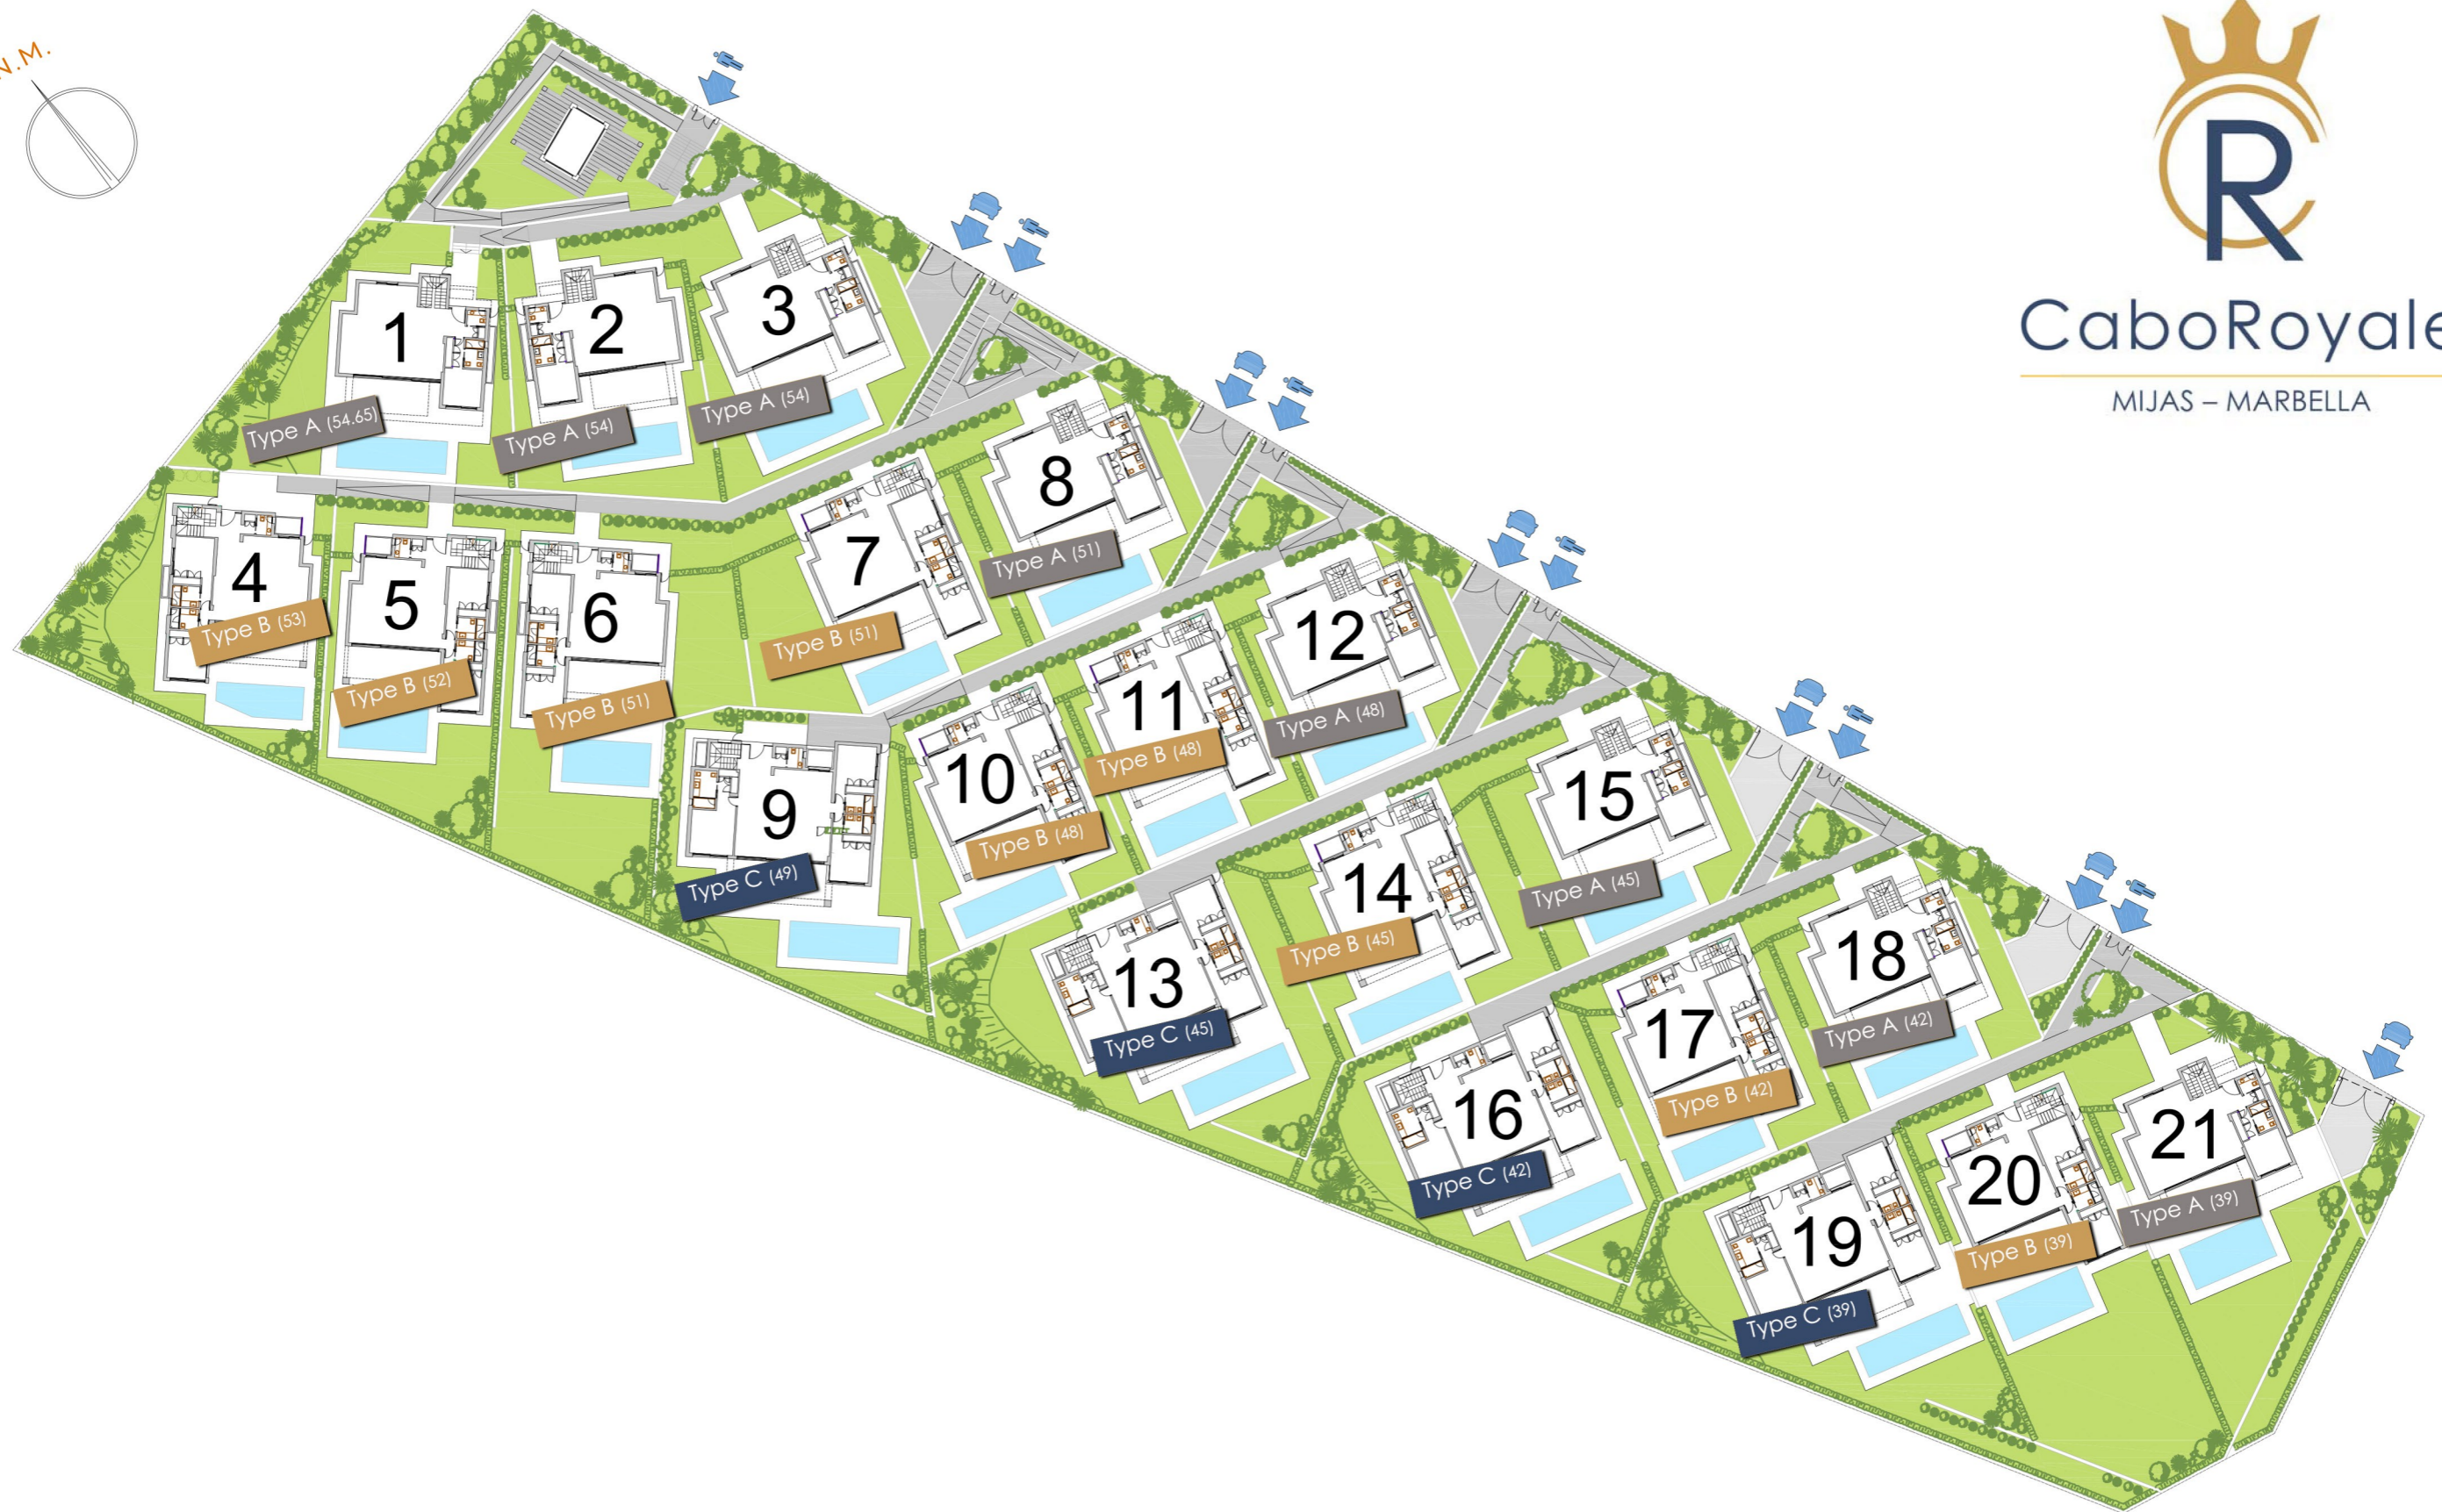 N.M.
CR
CaboRoyale
MIJAS – MARBELLA
1
Type A (54.65)
2
Type A (54)
3
Type A (54)
4
Type B (53)
5
Type B (52)
6
Type B (51)
7
Type B (51)
8
Type A (51)
9
Type C (49)
10
Type B (48)
11
Type B (48)
12
Type A (48)
13
Type C (45)
14
Type B (45)
15
Type A (45)
16
Type C (42)
17
Type B (42)
18
Type A (42)
19
Type C (39)
20
Type B (39)
21
Type A (39)